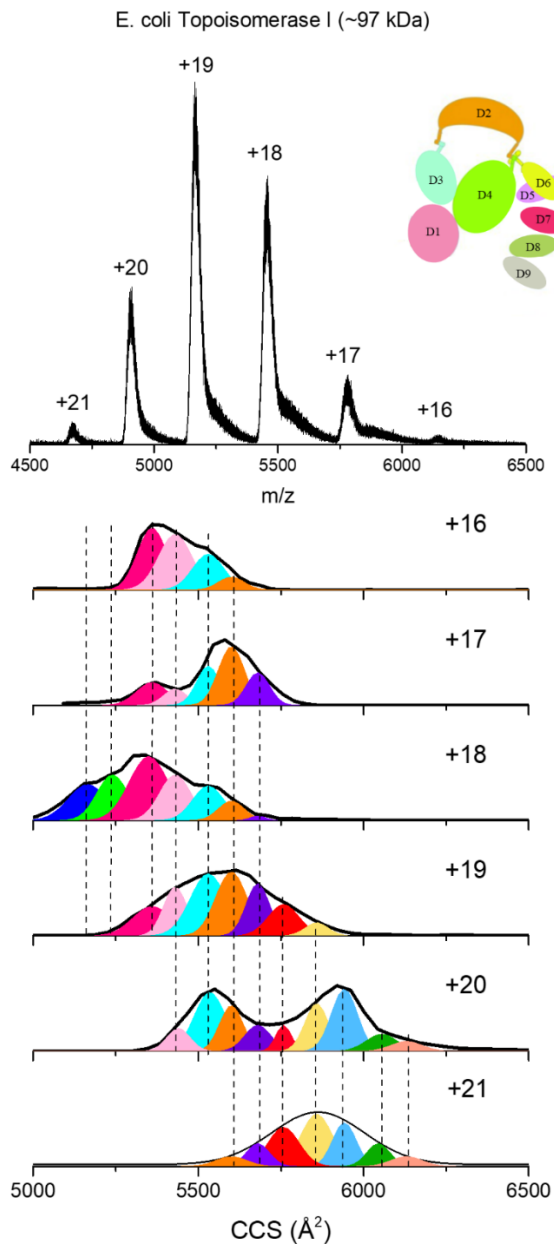 E. coli Topoisomerase I (~97 kDa)
+19
+18
+20
+17
+21
+16
D2
D3
D4
D6
D5
D1
D7
D8
D9
4500 5000 5500 6000 6500
m/z
+16
+17
+18
+19
+20
+21
5000 5500 6000 6500
CCS (Å²)